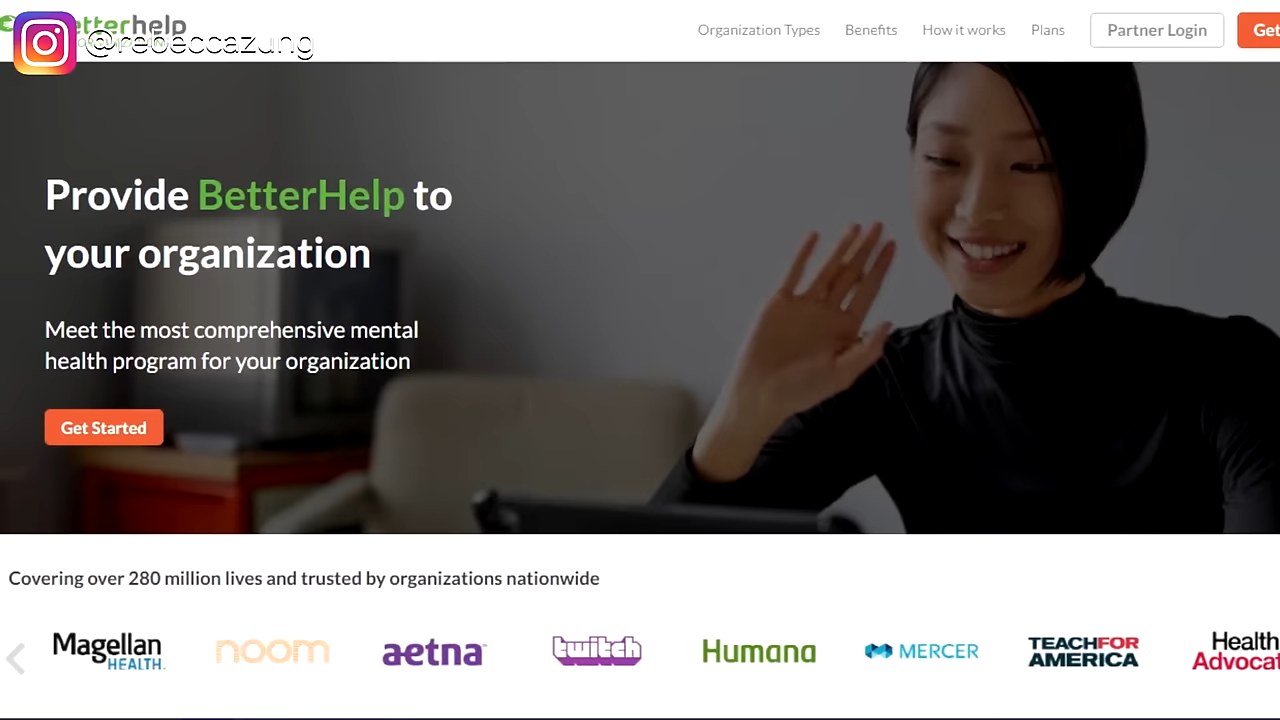 betterhelp
@rebeccazung
Organization Types
Benefits
How it works
Plans
Partner Login
Get
Provide BetterHelp to
your organization
Meet the most comprehensive mental
health program for your organization
Get Started
Covering over 280 million lives and trusted by organizations nationwide
Magellan
HEALTH
noom
aetna
twitch
Humana
MERCER
TEACHFOR
AMERICA
Health
Advocat